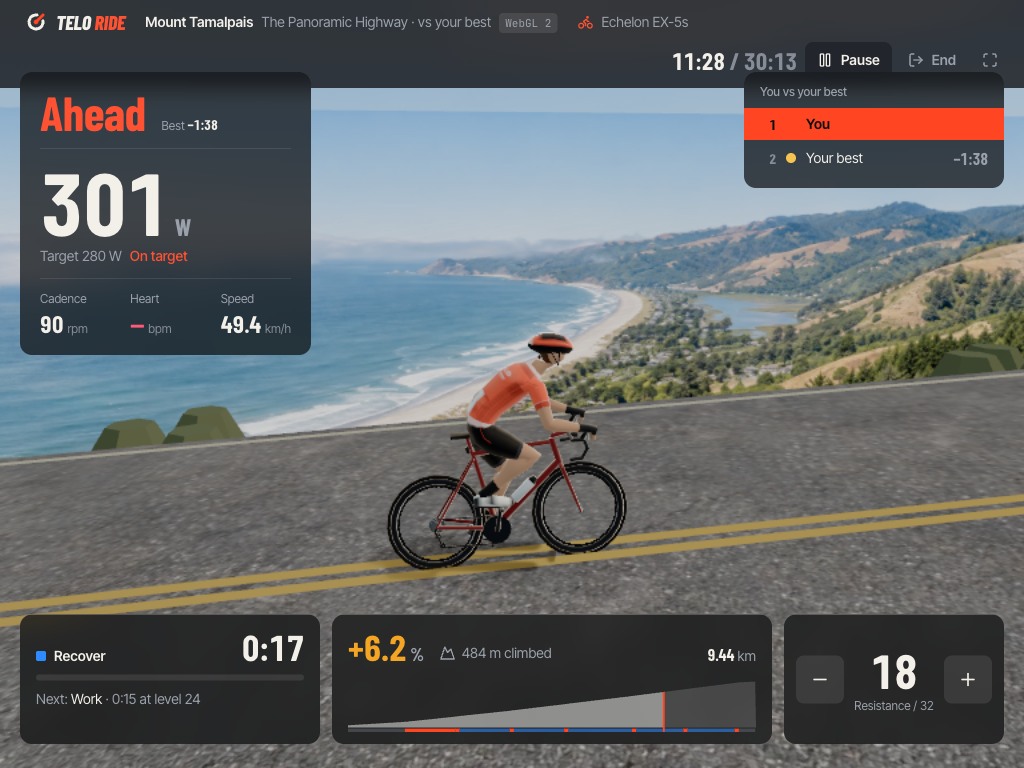 TELO RIDE Mount Tamalpais The Panoramic Highway · vs your best WebGL 2 Echelon EX-5s
11:28 / 30:13 Pause End
Ahead Best −1:38
301 W
Target 280 W On target
Cadence Heart Speed
90 rpm — bpm 49.4 km/h
You vs your best
1 You
2 Your best −1:38
Recover 0:17
Next: Work · 0:15 at level 24
+6.2 % 484 m climbed 9.44 km
− 18 +
Resistance / 32